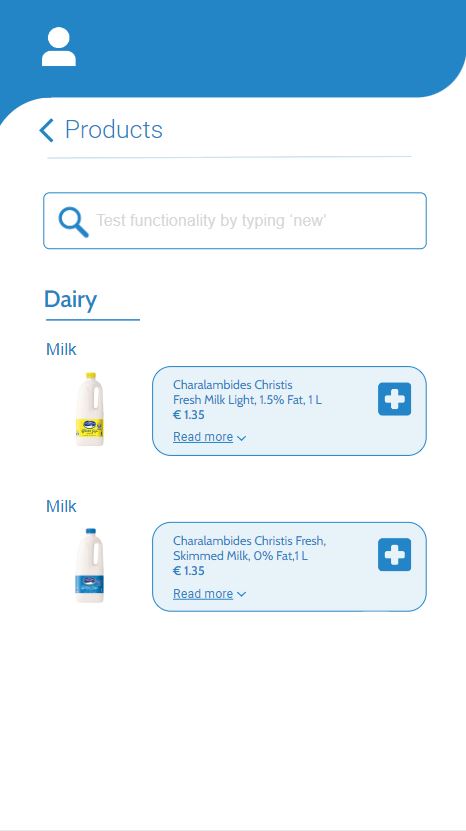 Products
Test functionality by typing 'new'
Dairy
Milk
Charalambides Christis
Fresh Milk Light, 1.5% Fat, 1 L
€ 1.35
Read more
Milk
Charalambides Christis Fresh,
Skimmed Milk, 0% Fat,1 L
€ 1.35
Read more